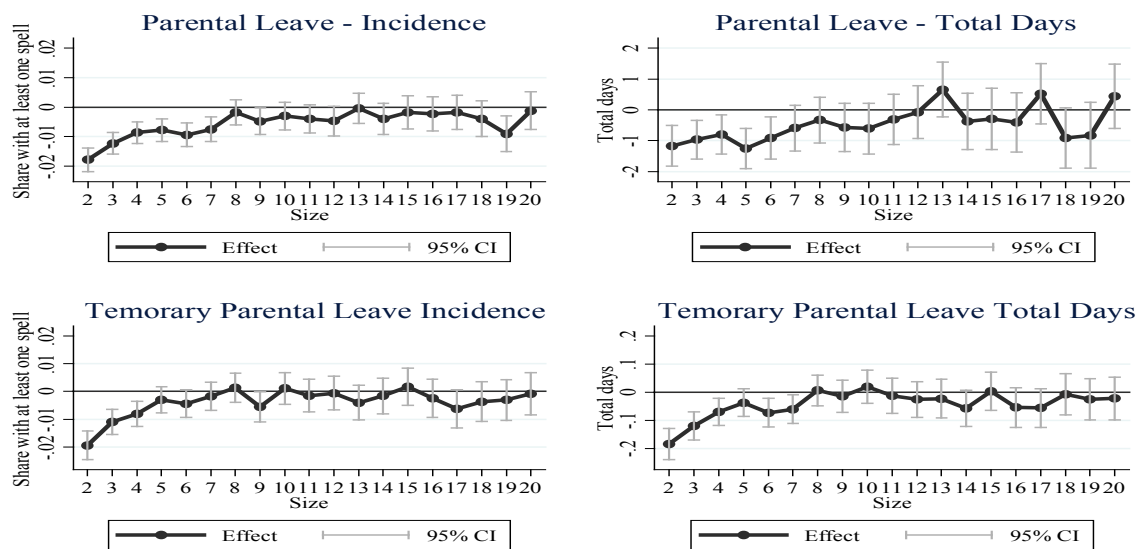 Parental Leave - Incidence
Share with at least one spell
.02
.01
0
-.01
-.02
2 3 4 5 6 7 8 9 10 11 12 13 14 15 16 17 18 19 20
Size
Effect 95% CI
Parental Leave - Total Days
Total days
2
1
0
-1
-2
2 3 4 5 6 7 8 9 10 11 12 13 14 15 16 17 18 19 20
Size
Effect 95% CI
Temorary Parental Leave Incidence
Share with at least one spell
.02
.01
0
-.01
-.02
2 3 4 5 6 7 8 9 10 11 12 13 14 15 16 17 18 19 20
Size
Effect 95% CI
Temorary Parental Leave Total Days
Total days
.2
.1
0
-.1
-.2
2 3 4 5 6 7 8 9 10 11 12 13 14 15 16 17 18 19 20
Size
Effect 95% CI